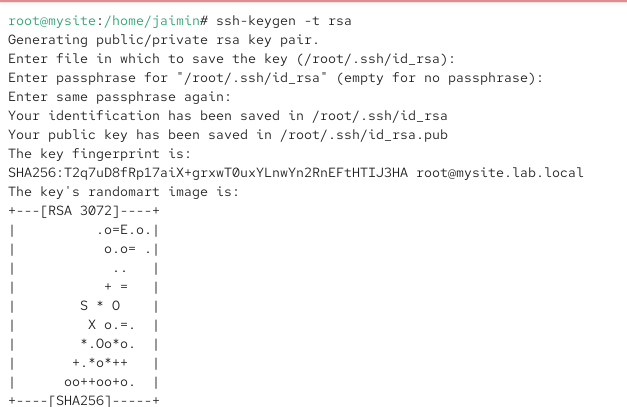 root@mysite:/home/jaimin# ssh-keygen -t rsa
Generating public/private rsa key pair.
Enter file in which to save the key (/root/.ssh/id_rsa):
Enter passphrase for "/root/.ssh/id_rsa" (empty for no passphrase):
Enter same passphrase again:
Your identification has been saved in /root/.ssh/id_rsa
Your public key has been saved in /root/.ssh/id_rsa.pub
The key fingerprint is:
SHA256:T2q7uD8fRp17aiX+grxwT0uxYLnwYn2RnEFtHTIJ3HA root@mysite.lab.local
The key's randomart image is:
+---[RSA 3072]----+
|          .o=E.o.|
|           o.o= .|
|            ..   |
|           + =   |
|        S * O    |
|         X o.=.  |
|        *.Oo*o.  |
|       +.*o*++   |
|      oo++oo+o.  |
+----[SHA256]-----+